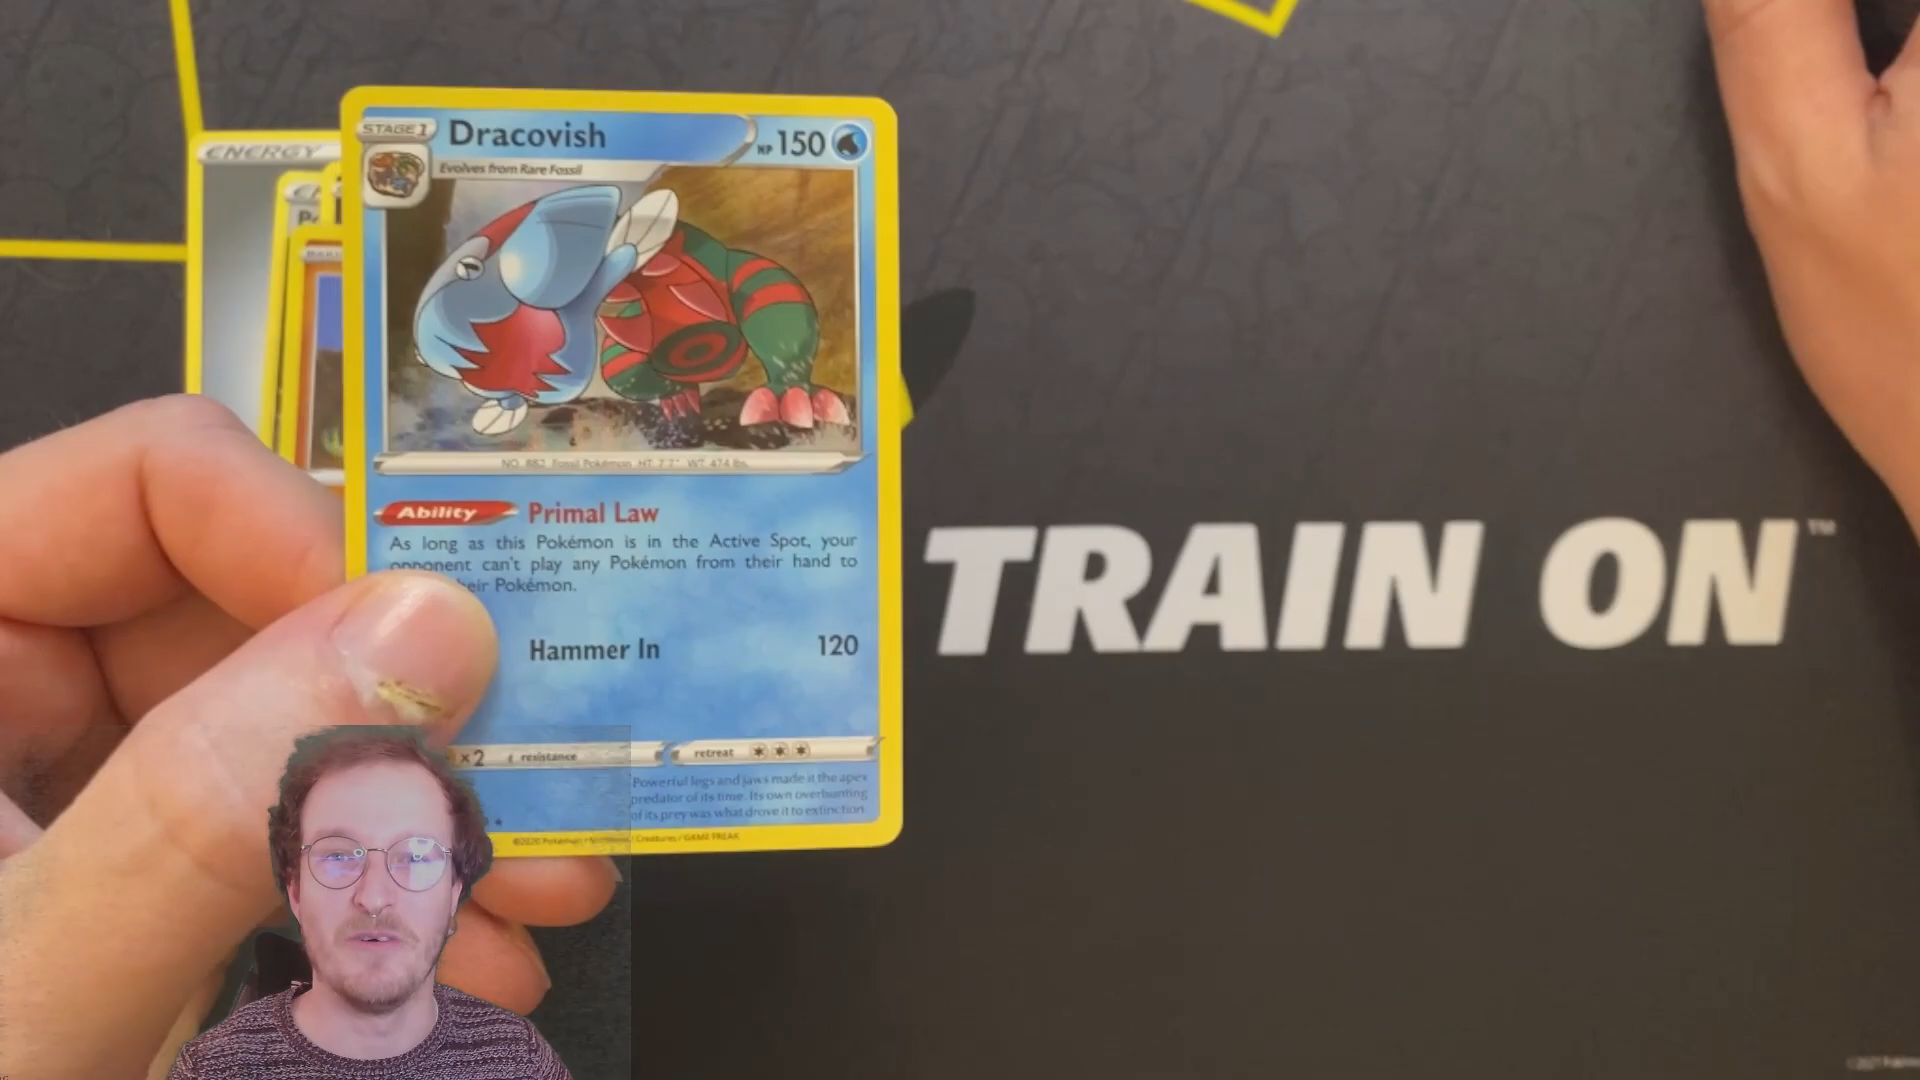 STAGE 1
Dracovish
HP 150
Evolves from Rare Fossil
ENERGY
NO. 882 Fossil Pokémon HT: 7'7" WT: 474 lbs.
Ability Primal Law
As long as this Pokémon is in the Active Spot, your
opponent can't play any Pokémon from their hand to
their Pokémon.
Hammer In 120
×2 resistance
retreat
Powerful legs and jaws made it the apex
predator of its time. Its own overhunting
of its prey was what drove it to extinction.
©2020 Pokémon / Nintendo / Creatures / GAME FREAK
TRAIN ON™